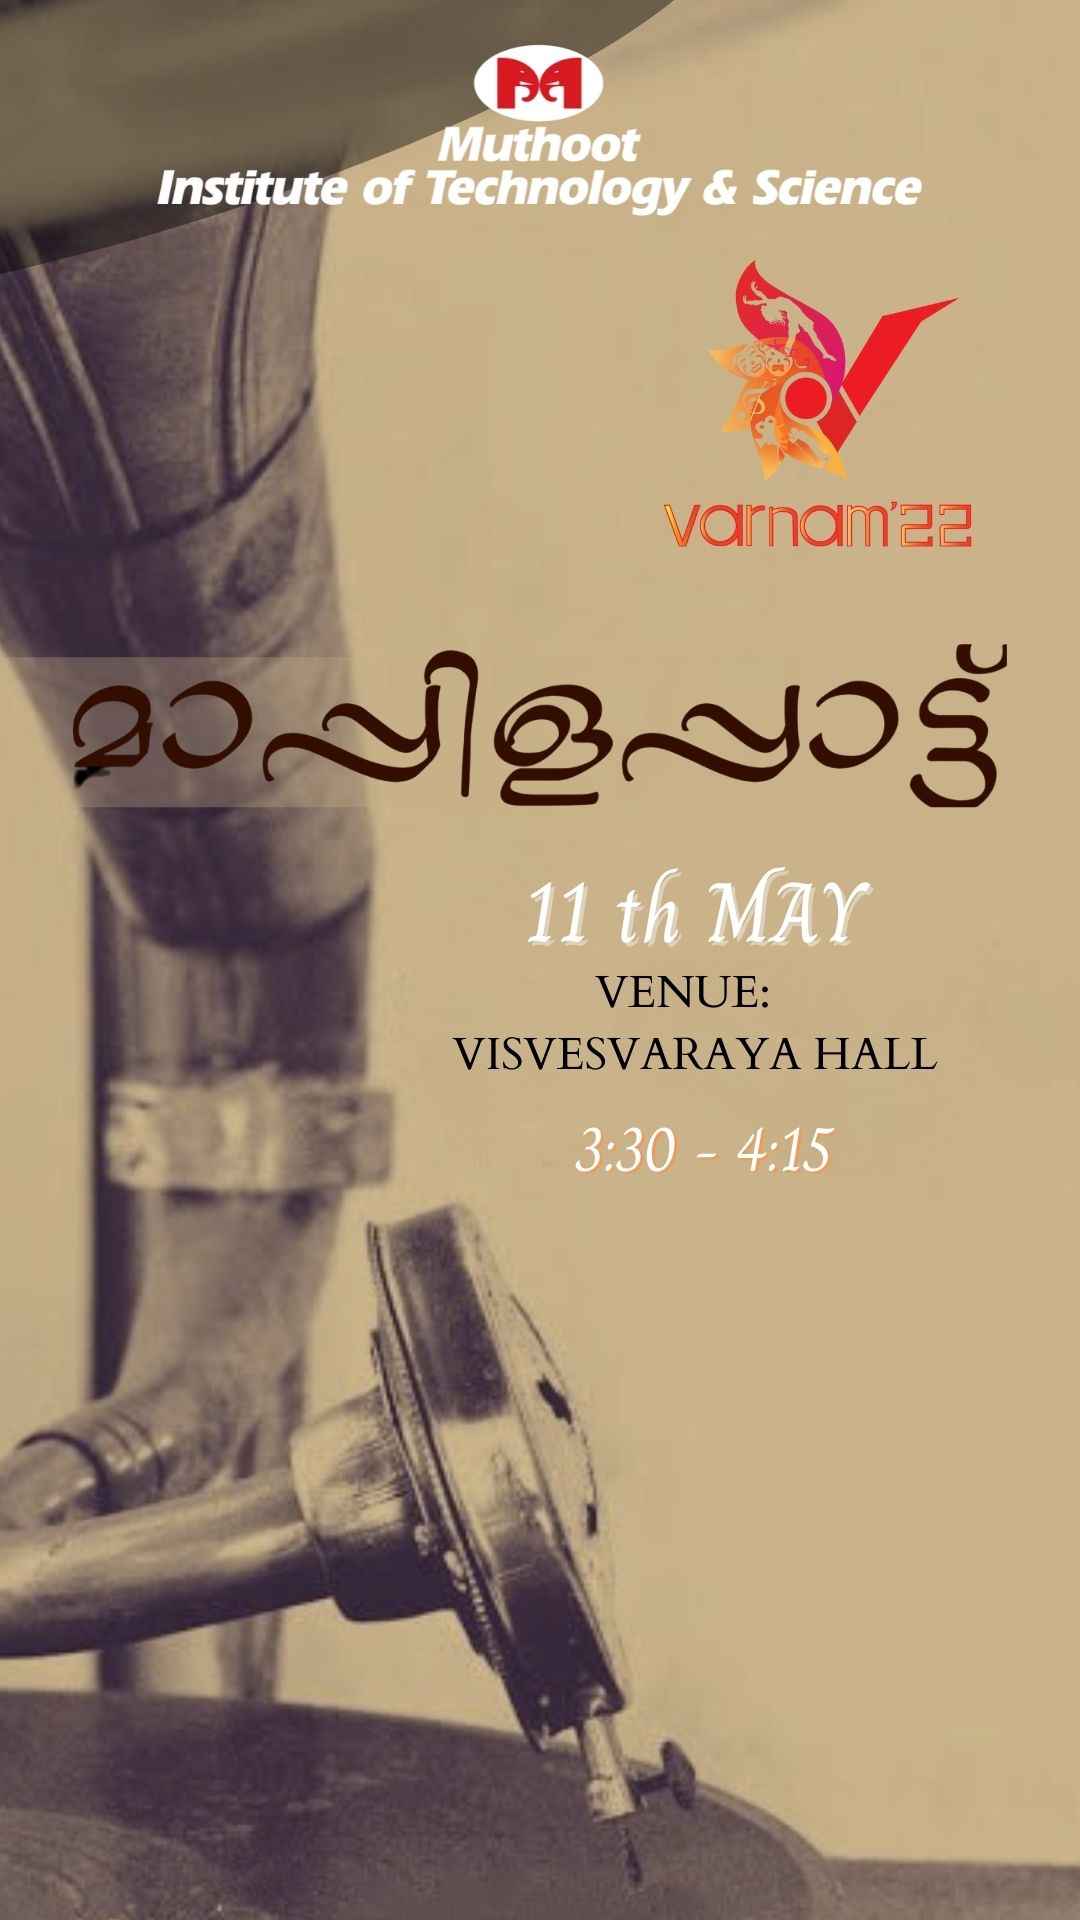 Muthoot
Institute of Technology & Science
varnam'22
മാപ്പിളപ്പാട്ട്
11 th MAY
VENUE:
VISVESVARAYA HALL
3:30 - 4:15